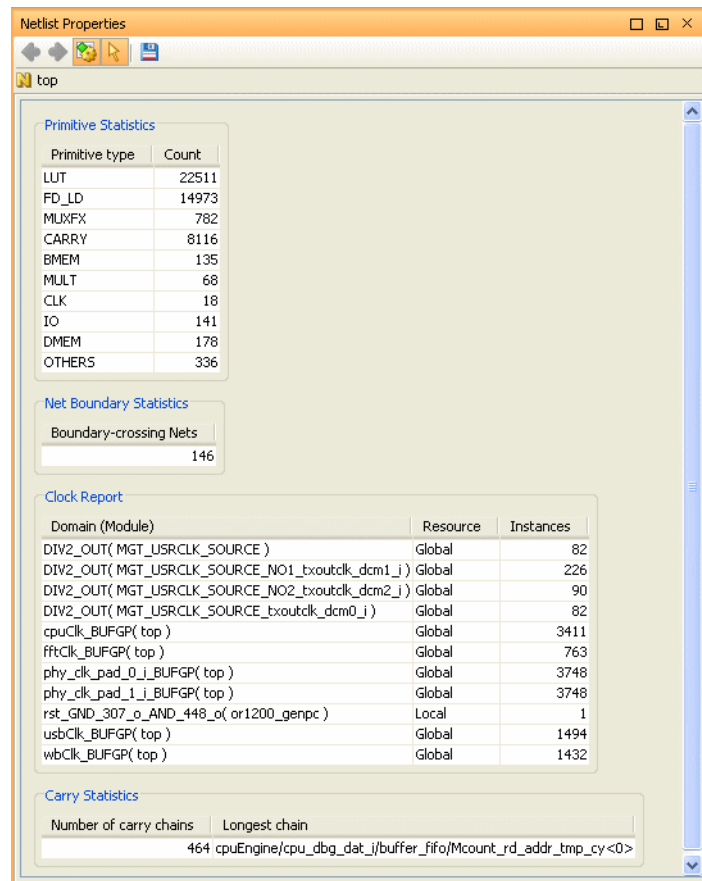 Netlist Properties
top
Primitive Statistics
Primitive type Count
LUT 22511
FD_LD 14973
MUXFX 782
CARRY 8116
BMEM 135
MULT 68
CLK 18
IO 141
DMEM 178
OTHERS 336
Net Boundary Statistics
Boundary-crossing Nets
146
Clock Report
Domain (Module) Resource Instances
DIV2_OUT( MGT_USRCLK_SOURCE ) Global 82
DIV2_OUT( MGT_USRCLK_SOURCE_NO1_txoutclk_dcm1_i ) Global 226
DIV2_OUT( MGT_USRCLK_SOURCE_NO2_txoutclk_dcm2_i ) Global 90
DIV2_OUT( MGT_USRCLK_SOURCE_txoutclk_dcm0_i ) Global 82
cpuClk_BUFGP( top ) Global 3411
fftClk_BUFGP( top ) Global 763
phy_clk_pad_0_i_BUFGP( top ) Global 3748
phy_clk_pad_1_i_BUFGP( top ) Global 3748
rst_GND_307_o_AND_448_o( or1200_genpc ) Local 1
usbClk_BUFGP( top ) Global 1494
wbClk_BUFGP( top ) Global 1432
Carry Statistics
Number of carry chains Longest chain
464 cpuEngine/cpu_dbg_dat_i/buffer_fifo/Mcount_rd_addr_tmp_cy<0>